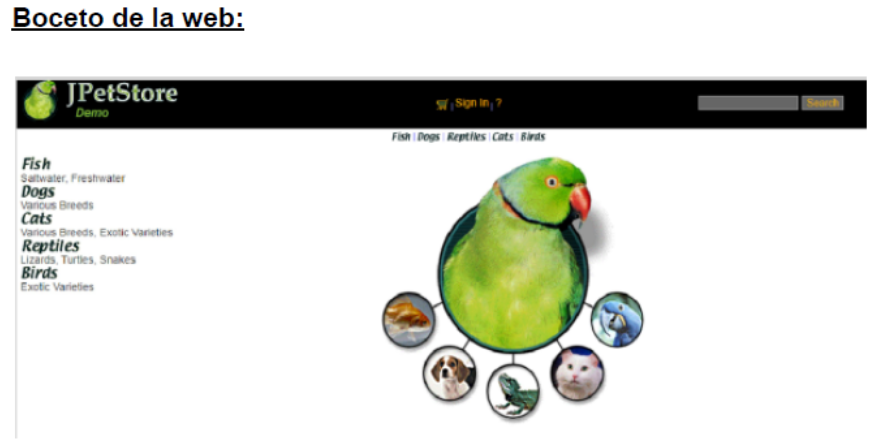 Boceto de la web:
JPetStore
Demo
Sign In | ?
Search
Fish | Dogs | Reptiles | Cats | Birds
Fish
Saltwater, Freshwater
Dogs
Various Breeds
Cats
Various Breeds, Exotic Varieties
Reptiles
Lizards, Turtles, Snakes
Birds
Exotic Varieties